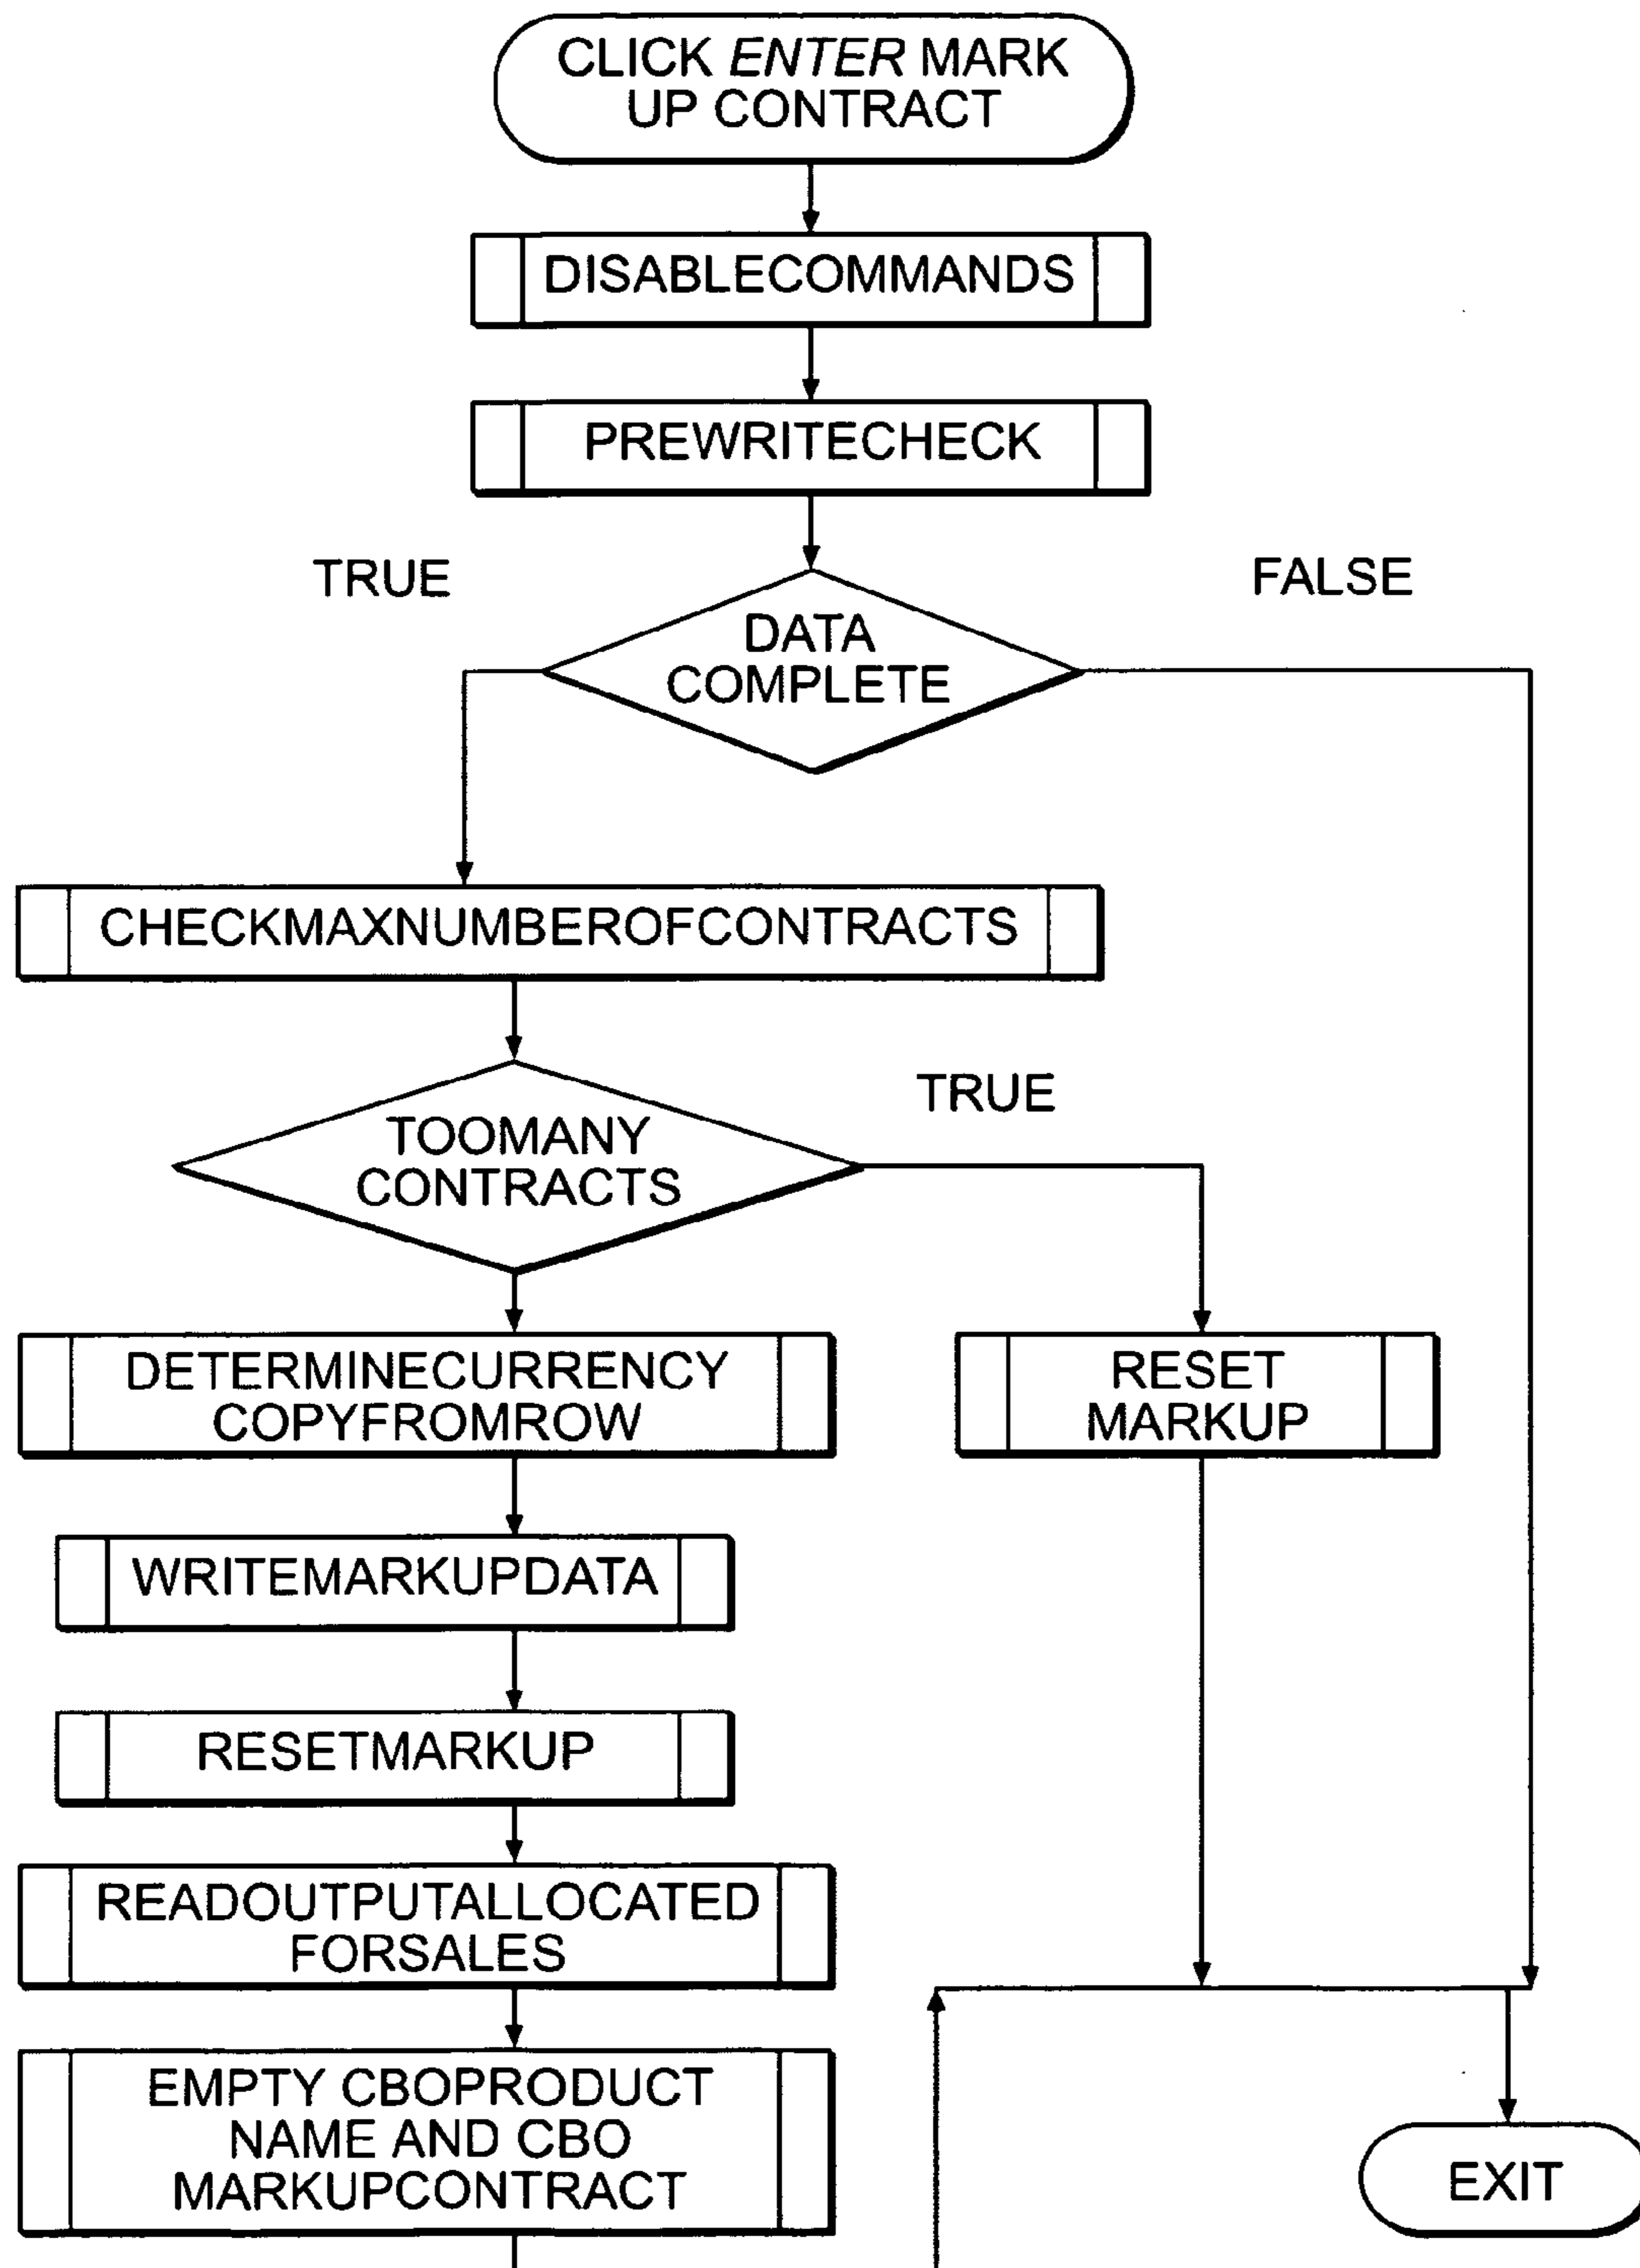 CLICK ENTER MARK
UP CONTRACT
DISABLECOMMANDS
PREWRITECHECK
TRUE
FALSE
DATA
COMPLETE
CHECKMAXNUMBEROFCONTRACTS
TRUE
TOOMANY
CONTRACTS
DETERMINECURRENCY
COPYFROMROW
RESET
MARKUP
WRITEMARKUPDATA
RESETMARKUP
READOUTPUTALLOCATED
FORSALES
EMPTY CBOPRODUCT
NAME AND CBO
MARKUPCONTRACT
EXIT